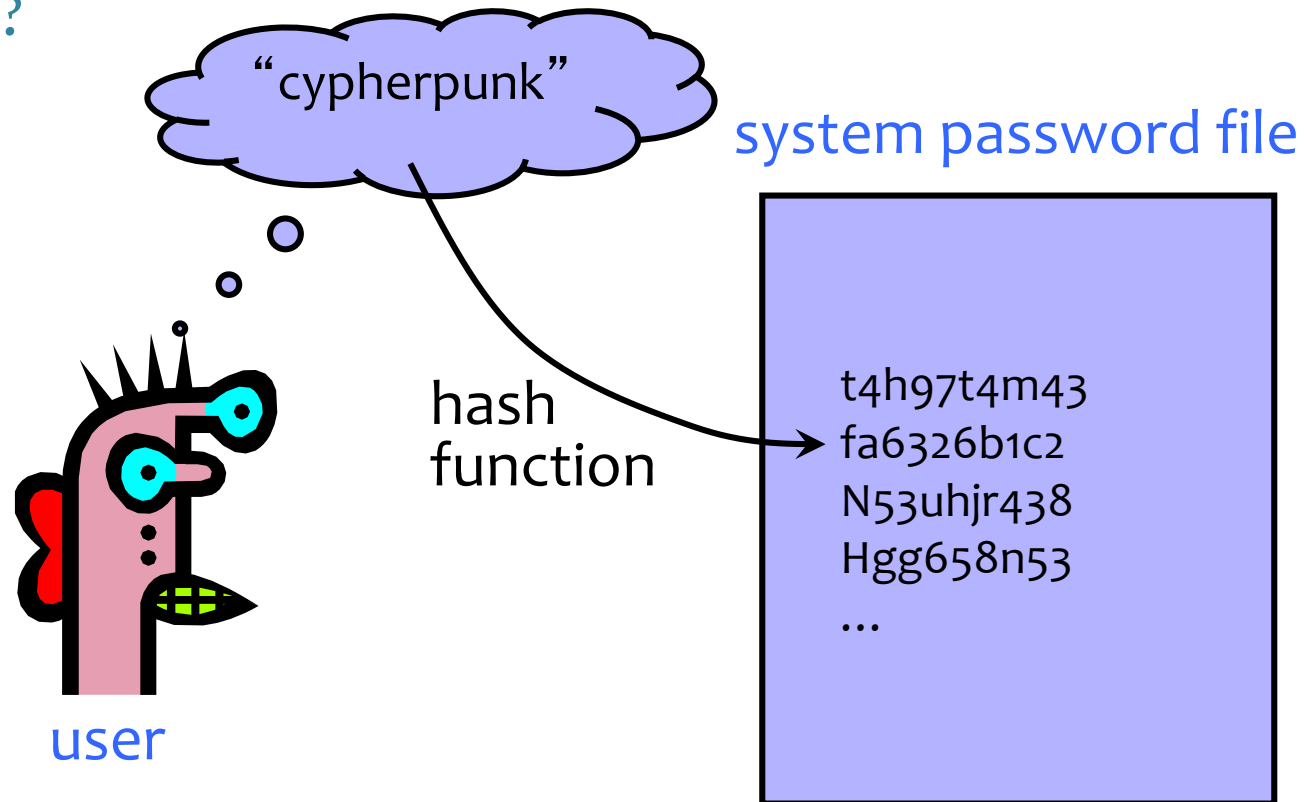 ?
“cypherpunk”
system password file
hash
function
t4h97t4m43
fa6326b1c2
N53uhjr438
Hgg658n53
...
user